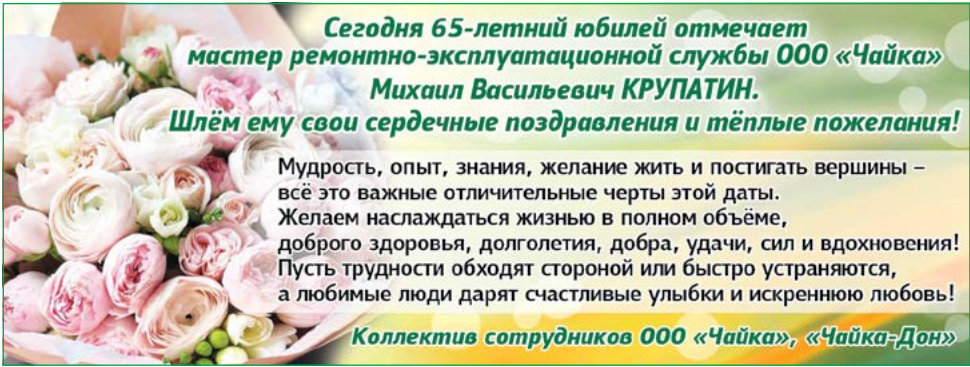 Сегодня 65-летний юбилей отмечает
мастер ремонтно-эксплуатационной службы ООО «Чайка»
Михаил Васильевич КРУПАТИН.
Шлём ему свои сердечные поздравления и тёплые пожелания!
Мудрость, опыт, знания, желание жить и постигать вершины –
всё это важные отличительные черты этой даты.
Желаем наслаждаться жизнью в полном объёме,
доброго здоровья, долголетия, добра, удачи, сил и вдохновения!
Пусть трудности обходят стороной или быстро устраняются,
а любимые люди дарят счастливые улыбки и искреннюю любовь!
Коллектив сотрудников ООО «Чайка», «Чайка-Дон»